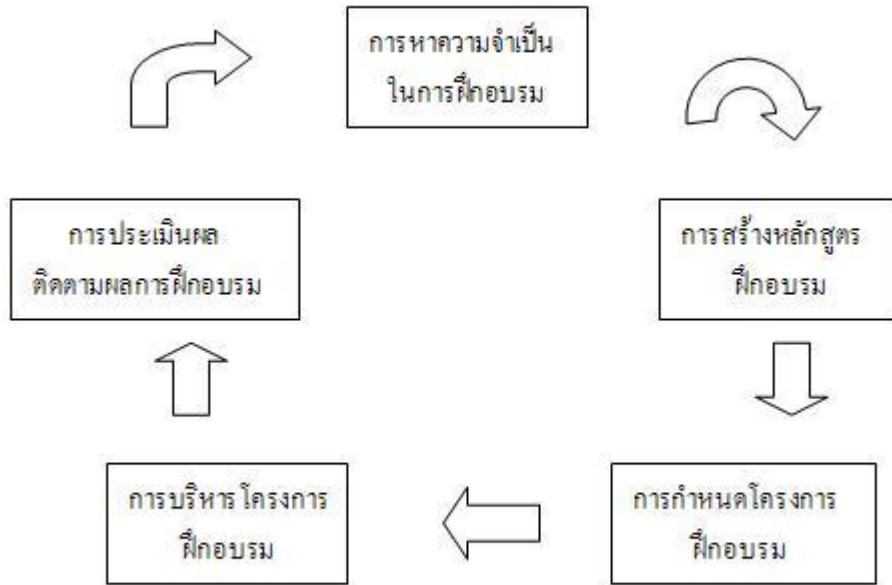 การหาความจำเป็น
ในการฝึกอบรม
การสร้างหลักสูตร
ฝึกอบรม
การกำหนดโครงการ
ฝึกอบรม
การบริหารโครงการ
ฝึกอบรม
การประเมินผล
ติดตามผลการฝึกอบรม